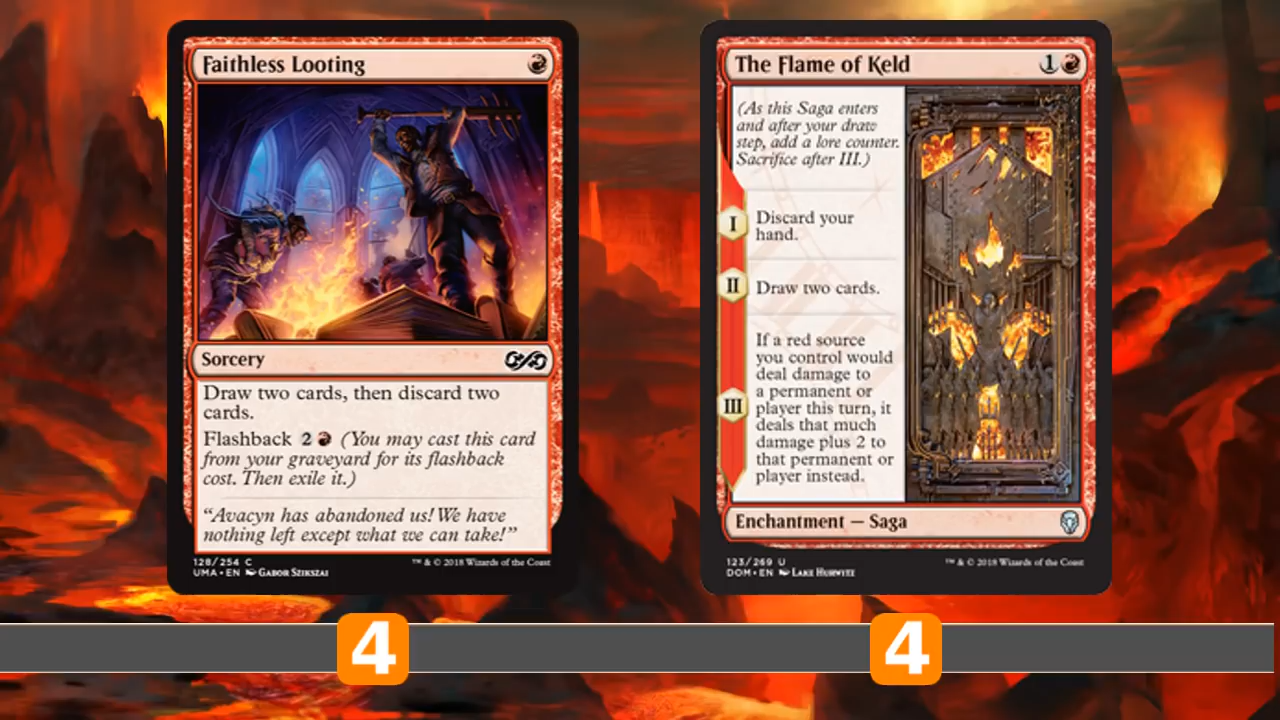 Faithless Looting
Sorcery
Draw two cards, then discard two
cards.
Flashback 2 (You may cast this card
from your graveyard for its flashback
cost. Then exile it.)
“Avacyn has abandoned us! We have
nothing left except what we can take!”
128/254 C
UMA • EN Gabor Szikszai
™ & © 2018 Wizards of the Coast
4
The Flame of Keld 1
(As this Saga enters
and after your draw
step, add a lore counter.
Sacrifice after III.)
I
Discard your
hand.
II
Draw two cards.
III
If a red source
you control would
deal damage to
a permanent or
player this turn, it
deals that much
damage plus 2 to
that permanent or
player instead.
Enchantment — Saga
123/269 U
DOM • EN Lake Hurwitz
™ & © 2018 Wizards of the Coast
4